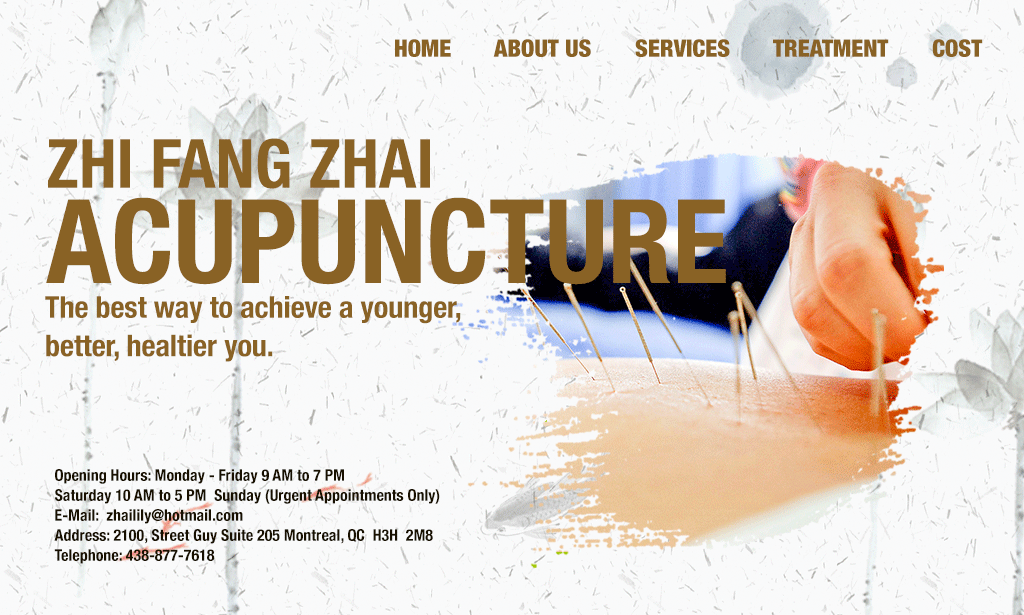 HOME ABOUT US SERVICES TREATMENT COST
ZHI FANG ZHAI
ACUPUNCTURE
The best way to achieve a younger,
better, healtier you.
Opening Hours: Monday - Friday 9 AM to 7 PM
Saturday 10 AM to 5 PM Sunday (Urgent Appointments Only)
E-Mail: zhailily@hotmail.com
Address: 2100, Street Guy Suite 205 Montreal, QC H3H 2M8
Telephone: 438-877-7618